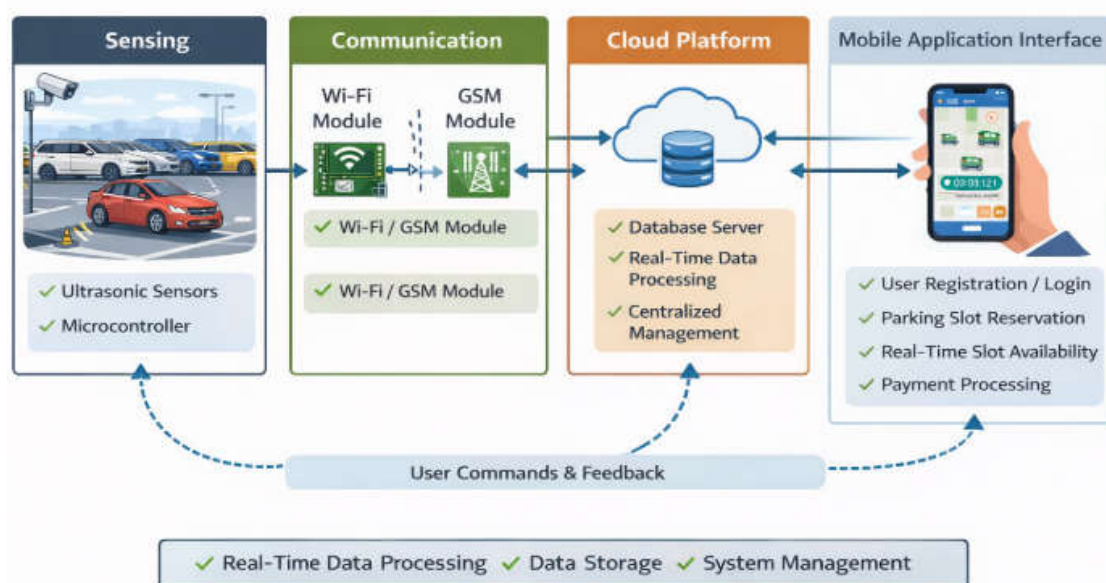 Sensing
Ultrasonic Sensors
Microcontroller
Communication
Wi-Fi
Module
GSM
Module
Wi-Fi / GSM Module
Wi-Fi / GSM Module
Cloud Platform
Database Server
Real-Time Data
Processing
Centralized
Management
Mobile Application Interface
User Registration / Login
Parking Slot Reservation
Real-Time Slot Availability
Payment Processing
User Commands & Feedback
Real-Time Data Processing Data Storage System Management